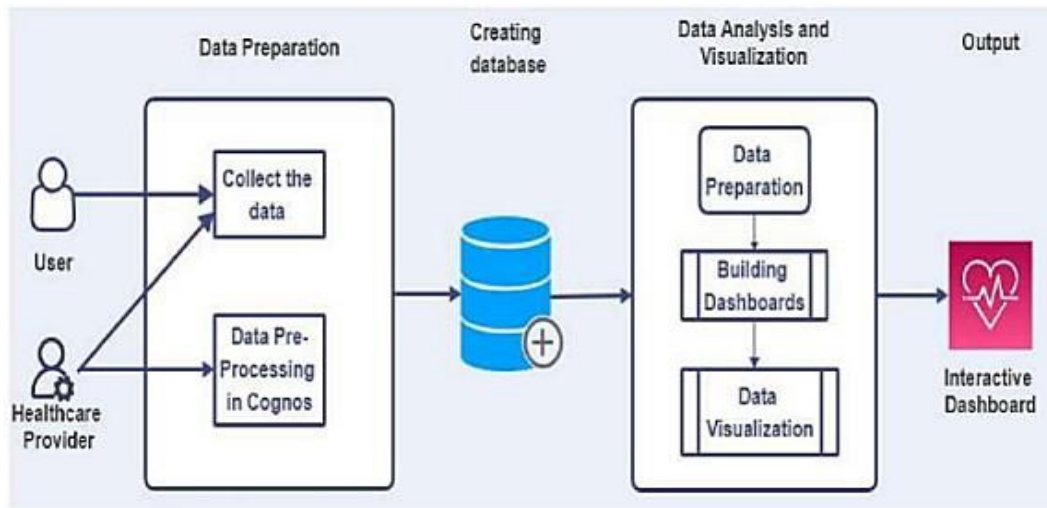 Data Preparation
Creating
database
Data Analysis and
Visualization
Output
User
Healthcare
Provider
Collect the
data
Data Pre-
Processing
in Cognos
Data
Preparation
Building
Dashboards
Data
Visualization
Interactive
Dashboard